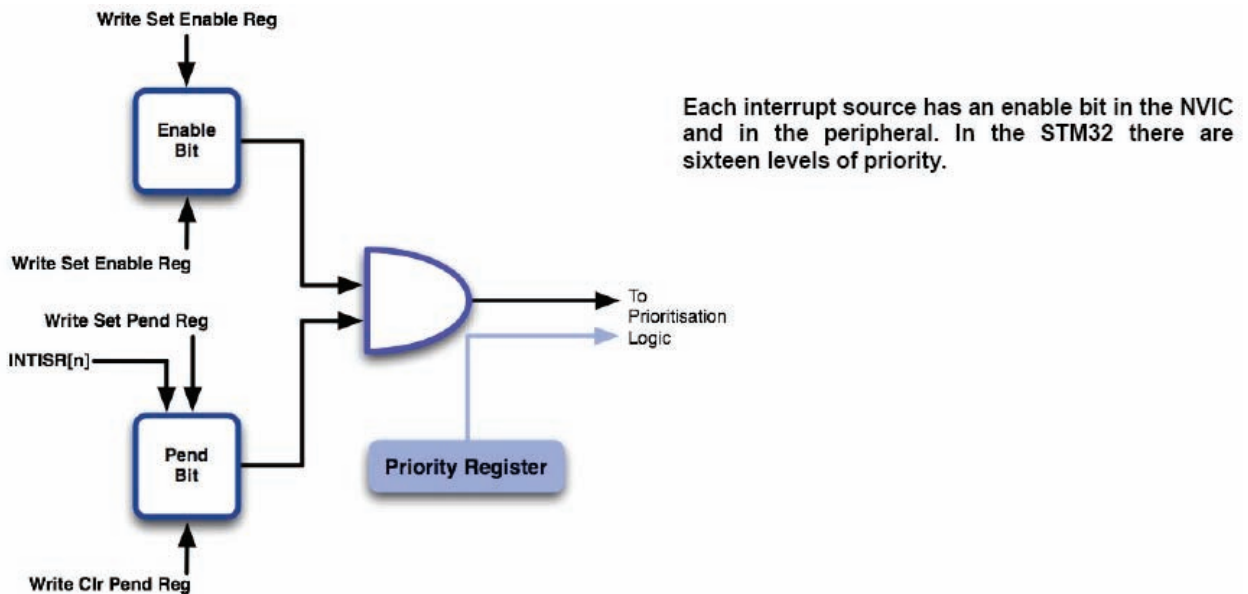 Write Set Enable Reg
Enable
Bit
Write Set Enable Reg
Each interrupt source has an enable bit in the NVIC
and in the peripheral. In the STM32 there are
sixteen levels of priority.
Write Set Pend Reg
INTISR[n]
Pend
Bit
Write Clr Pend Reg
To
Prioritisation
Logic
Priority Register